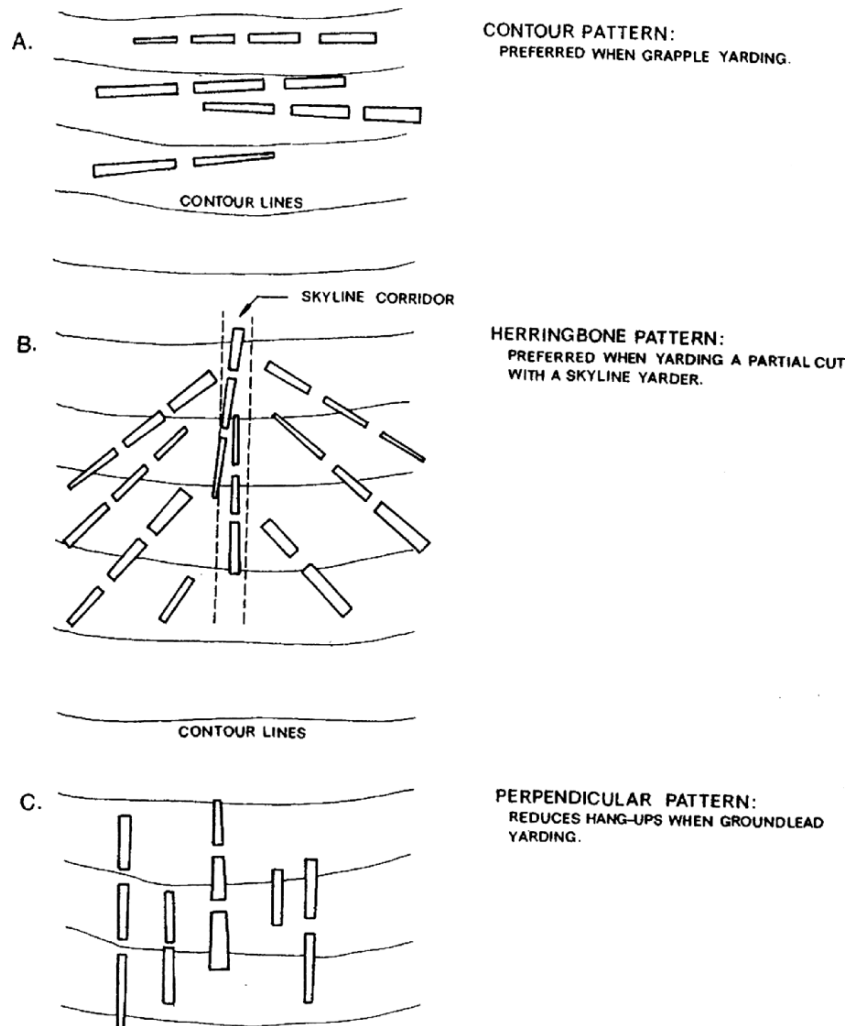 A.
CONTOUR PATTERN:
PREFERRED WHEN GRAPPLE YARDING.
CONTOUR LINES
SKYLINE CORRIDOR
B.
HERRINGBONE PATTERN:
PREFERRED WHEN YARDING A PARTIAL CUT
WITH A SKYLINE YARDER.
CONTOUR LINES
C.
PERPENDICULAR PATTERN:
REDUCES HANG-UPS WHEN GROUNDLEAD
YARDING.